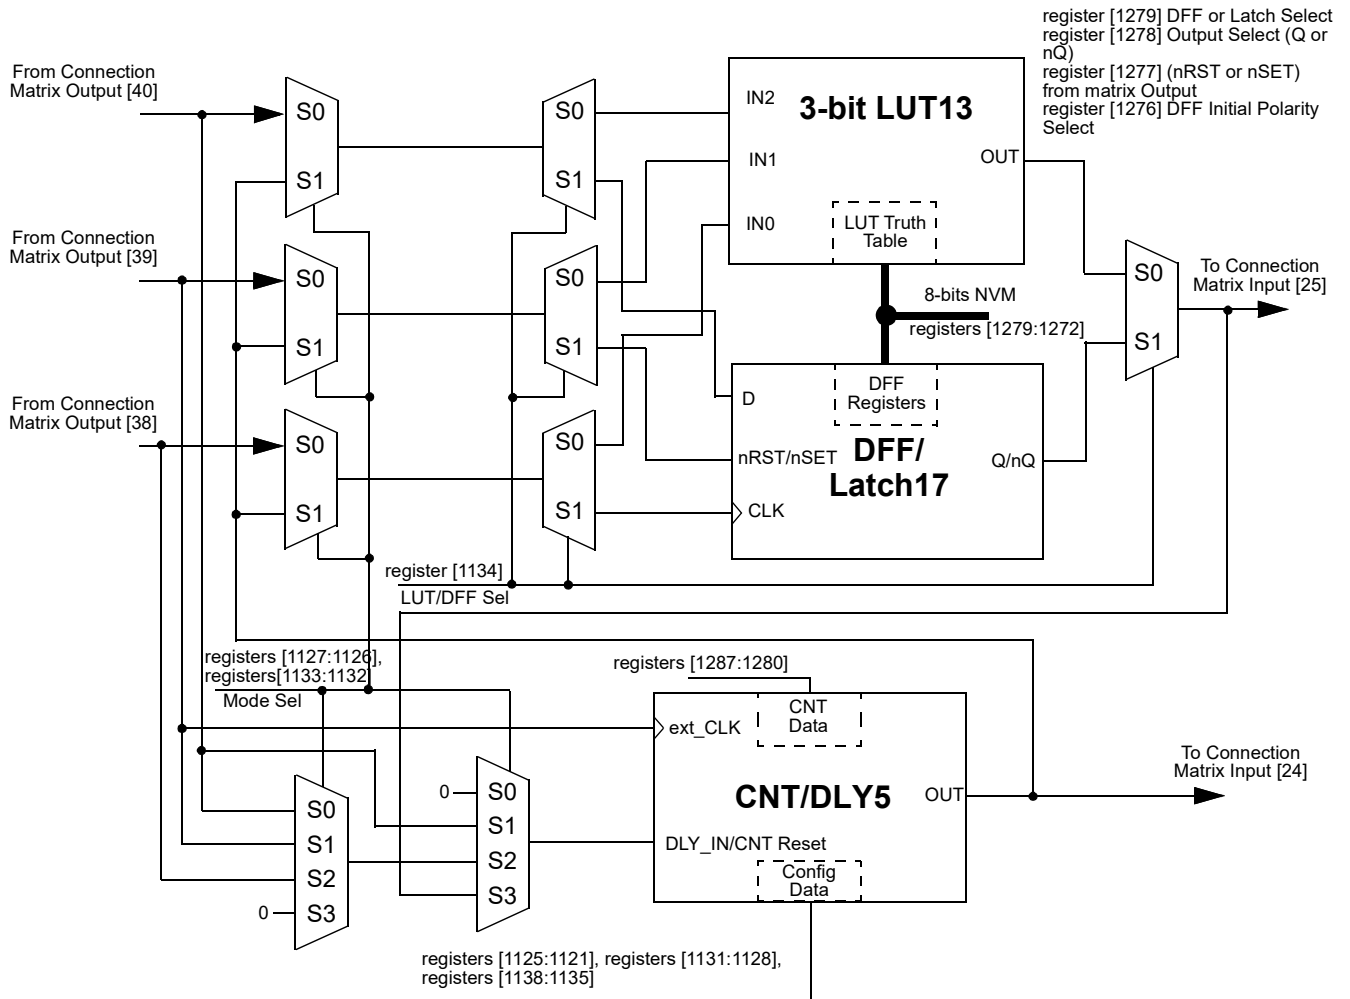 register [1279] DFF or Latch Select
register [1278] Output Select (Q or
nQ)
register [1277] (nRST or nSET)
from matrix Output
register [1276] DFF Initial Polarity
Select
From Connection
Matrix Output [40]
S0
S1
S0
S1
IN2
3-bit LUT13
IN1
OUT
IN0
LUT Truth
Table
From Connection
Matrix Output [39]
S0
S1
S0
S1
8-bits NVM
registers [1279:1272]
S0
S1
To Connection
Matrix Input [25]
From Connection
Matrix Output [38]
S0
S1
S0
S1
DFF
Registers
D
nRST/nSET
DFF/
Latch17
Q/nQ
CLK
register [1134]
LUT/DFF Sel
registers [1127:1126],
registers[1133:1132]
Mode Sel
registers [1287:1280]
CNT
Data
ext_CLK
CNT/DLY5
OUT
To Connection
Matrix Input [24]
DLY_IN/CNT Reset
Config
Data
S0
S1
S2
0
S3
0
S0
S1
S2
S3
registers [1125:1121], registers [1131:1128],
registers [1138:1135]